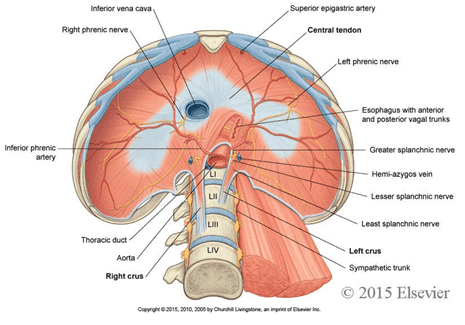 Inferior vena cava
Superior epigastric artery
Right phrenic nerve
Central tendon
Left phrenic nerve
Esophagus with anterior
and posterior vagal trunks
Inferior phrenic
artery
Greater splanchnic nerve
Hemi-azygos vein
Lesser splanchnic nerve
Least splanchnic nerve
LI
LII
LIII
LIV
Thoracic duct
Aorta
Right crus
Left crus
Sympathetic trunk
© 2015 Elsevier
Copyright © 2015, 2010, 2005 by Churchill Livingstone, an imprint of Elsevier Inc.